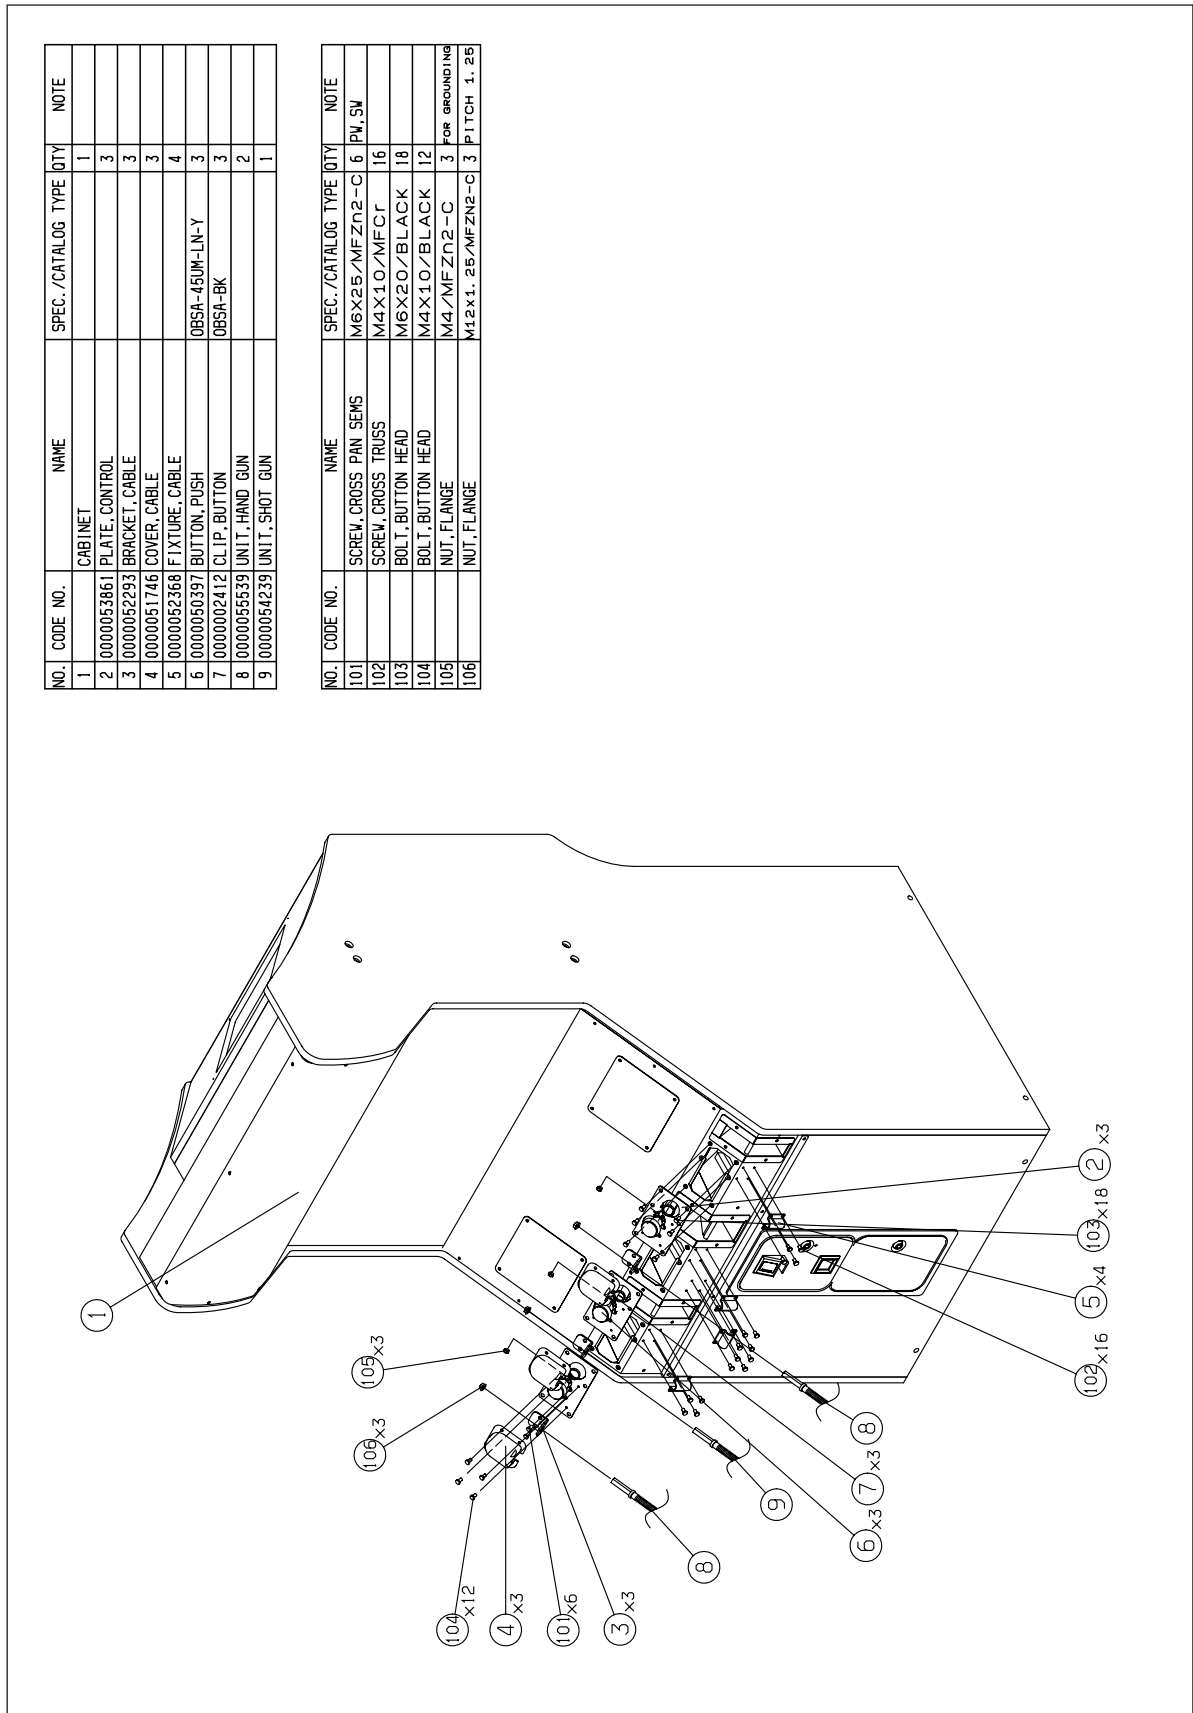 NO. CODE NO. NAME SPEC./CATALOG TYPE QTY NOTE
1 CABINET 1
2 0000053861 PLATE,CONTROL 3
3 0000052293 BRACKET,CABLE 3
4 0000051746 COVER,CABLE 3
5 0000052368 FIXTURE,CABLE 4
6 0000050397 BUTTON,PUSH OBSA-45UM-LN-Y 3
7 0000002412 CLIP,BUTTON OBSA-BK 3
8 0000055539 UNIT,HAND GUN 2
9 0000054239 UNIT,SHOT GUN 1
NO. CODE NO. NAME SPEC./CATALOG TYPE QTY NOTE
101 SCREW,CROSS PAN SEMS M6X25/MFZn2-C 6 PW,SW
102 SCREW,CROSS TRUSS M4X10/MFCr 16
103 BOLT,BUTTON HEAD M6X20/BLACK 18
104 BOLT,BUTTON HEAD M4X10/BLACK 12
105 NUT,FLANGE M4/MFZn2-C 3 FOR GROUNDING
106 NUT,FLANGE M12x1.25/MFZN2-C 3 PITCH 1.25
1
105 x3
106 x3
104 x12
4 x3
101 x6
3 x3
8
9
8
6 x3
7 x3
102 x16
5 x4
103 x18
2 x3